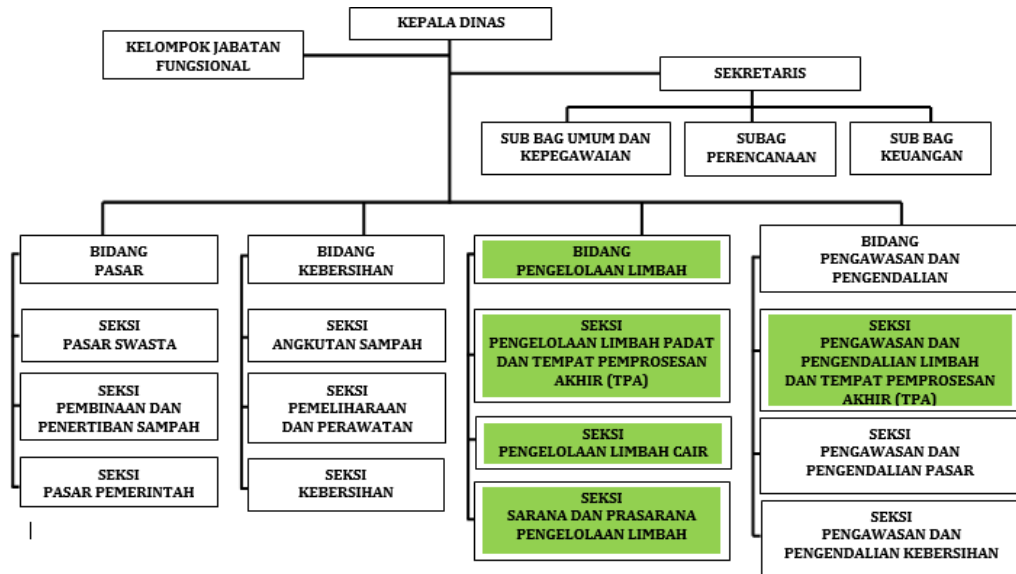 KEPALA DINAS
KELOMPOK JABATAN
FUNGSIONAL
SEKRETARIS
SUB BAG UMUM DAN
KEPEGAWAIAN
SUBAG
PERENCANAAN
SUB BAG
KEUANGAN
BIDANG
PASAR
SEKSI
PASAR SWASTA
SEKSI
PEMBINAAN DAN
PENERTIBAN SAMPAH
SEKSI
PASAR PEMERINTAH
BIDANG
KEBERSIHAN
SEKSI
ANGKUTAN SAMPAH
SEKSI
PEMELIHARAAN
DAN PERAWATAN
SEKSI
KEBERSIHAN
BIDANG
PENGELOLAAN LIMBAH
SEKSI
PENGELOLAAN LIMBAH PADAT
DAN TEMPAT PEMPROSESAN
AKHIR (TPA)
SEKSI
PENGELOLAAN LIMBAH CAIR
SEKSI
SARANA DAN PRASARANA
PENGELOLAAN LIMBAH
BIDANG
PENGAWASAN DAN
PENGENDALIAN
SEKSI
PENGAWASAN DAN
PENGENDALIAN LIMBAH
DAN TEMPAT PEMPROSESAN
AKHIR (TPA)
SEKSI
PENGAWASAN DAN
PENGENDALIAN PASAR
SEKSI
PENGAWASAN DAN
PENGENDALIAN KEBERSIHAN